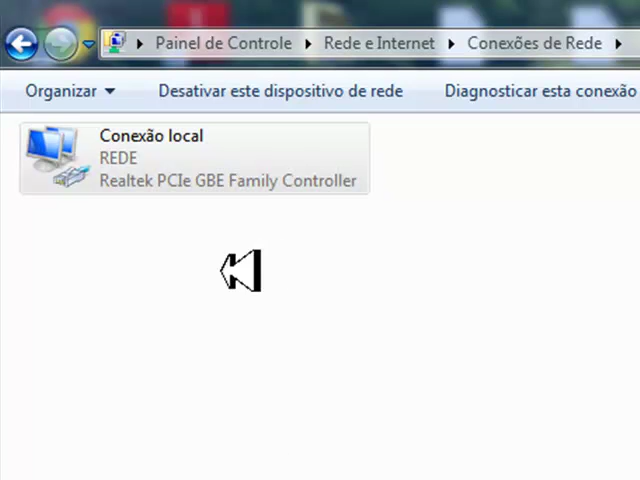 Painel de Controle Rede e Internet Conexões de Rede
Organizar Desativar este dispositivo de rede Diagnosticar esta conexão
Conexão local
REDE
Realtek PCIe GBE Family Controller